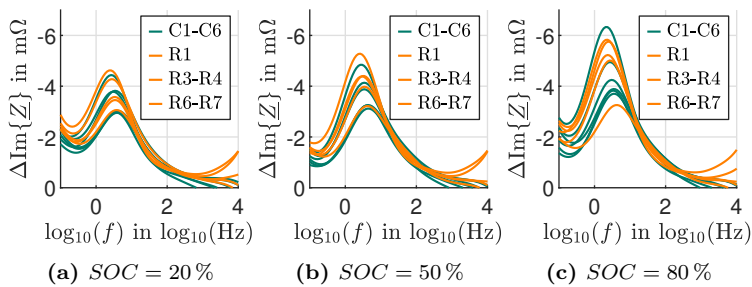 ΔIm{Z} in mΩ
-6
-4
-2
0
C1-C6
R1
R3-R4
R6-R7
0
2
4
log₁₀(f) in log₁₀(Hz)
(a) SOC = 20 %
ΔIm{Z} in mΩ
-6
-4
-2
0
C1-C6
R1
R3-R4
R6-R7
0
2
4
log₁₀(f) in log₁₀(Hz)
(b) SOC = 50 %
ΔIm{Z} in mΩ
-6
-4
-2
0
C1-C6
R1
R3-R4
R6-R7
0
2
4
log₁₀(f) in log₁₀(Hz)
(c) SOC = 80 %